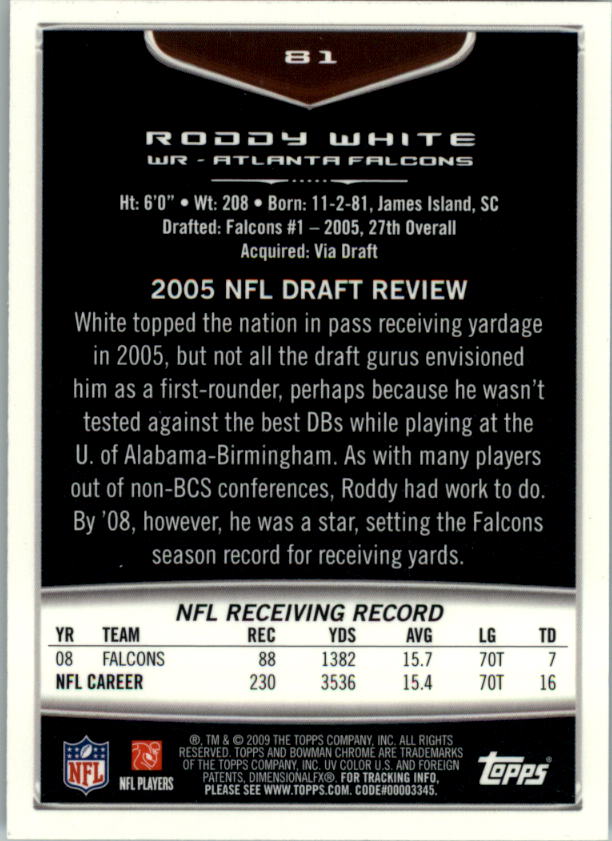 81
RODDY WHITE
WR - ATLANTA FALCONS
Ht: 6'0" • Wt: 208 • Born: 11-2-81, James Island, SC
Drafted: Falcons #1 – 2005, 27th Overall
Acquired: Via Draft
2005 NFL DRAFT REVIEW
White topped the nation in pass receiving yardage
in 2005, but not all the draft gurus envisioned
him as a first-rounder, perhaps because he wasn't
tested against the best DBs while playing at the
U. of Alabama-Birmingham. As with many players
out of non-BCS conferences, Roddy had work to do.
By '08, however, he was a star, setting the Falcons
season record for receiving yards.
NFL RECEIVING RECORD
YR TEAM REC YDS AVG LG TD
08 FALCONS 88 1382 15.7 70T 7
NFL CAREER 230 3536 15.4 70T 16
®, TM & © 2009 THE TOPPS COMPANY, INC. ALL RIGHTS
RESERVED. TOPPS AND BOWMAN CHROME ARE TRADEMARKS
OF THE TOPPS COMPANY, INC. UV COLOR U.S. AND FOREIGN
PATENTS, DIMENSIONALFX®. FOR TRACKING INFO,
PLEASE SEE WWW.TOPPS.COM. CODE#00003345.
NFL
NFL PLAYERS
Topps®